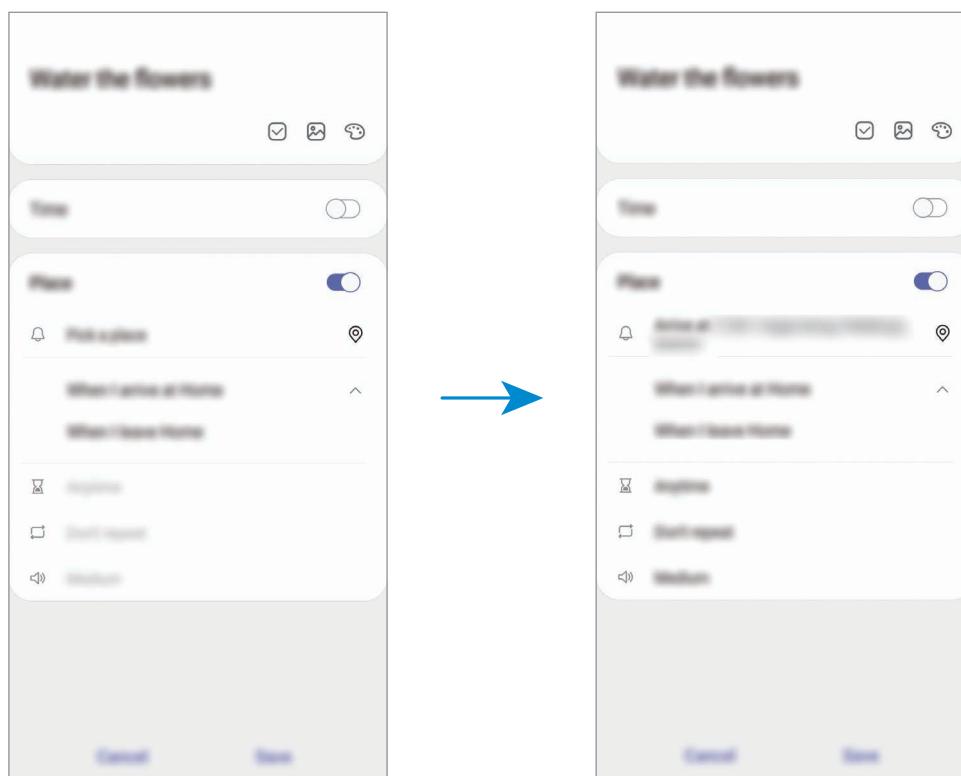 Water the flowers
Time
Place
Pick a place
When I arrive at Home
When I leave Home
Anytime
Don't repeat
Medium
Cancel Save
Water the flowers
Time
Place
Arrive at
When I arrive at Home
When I leave Home
Anytime
Don't repeat
Medium
Cancel Save